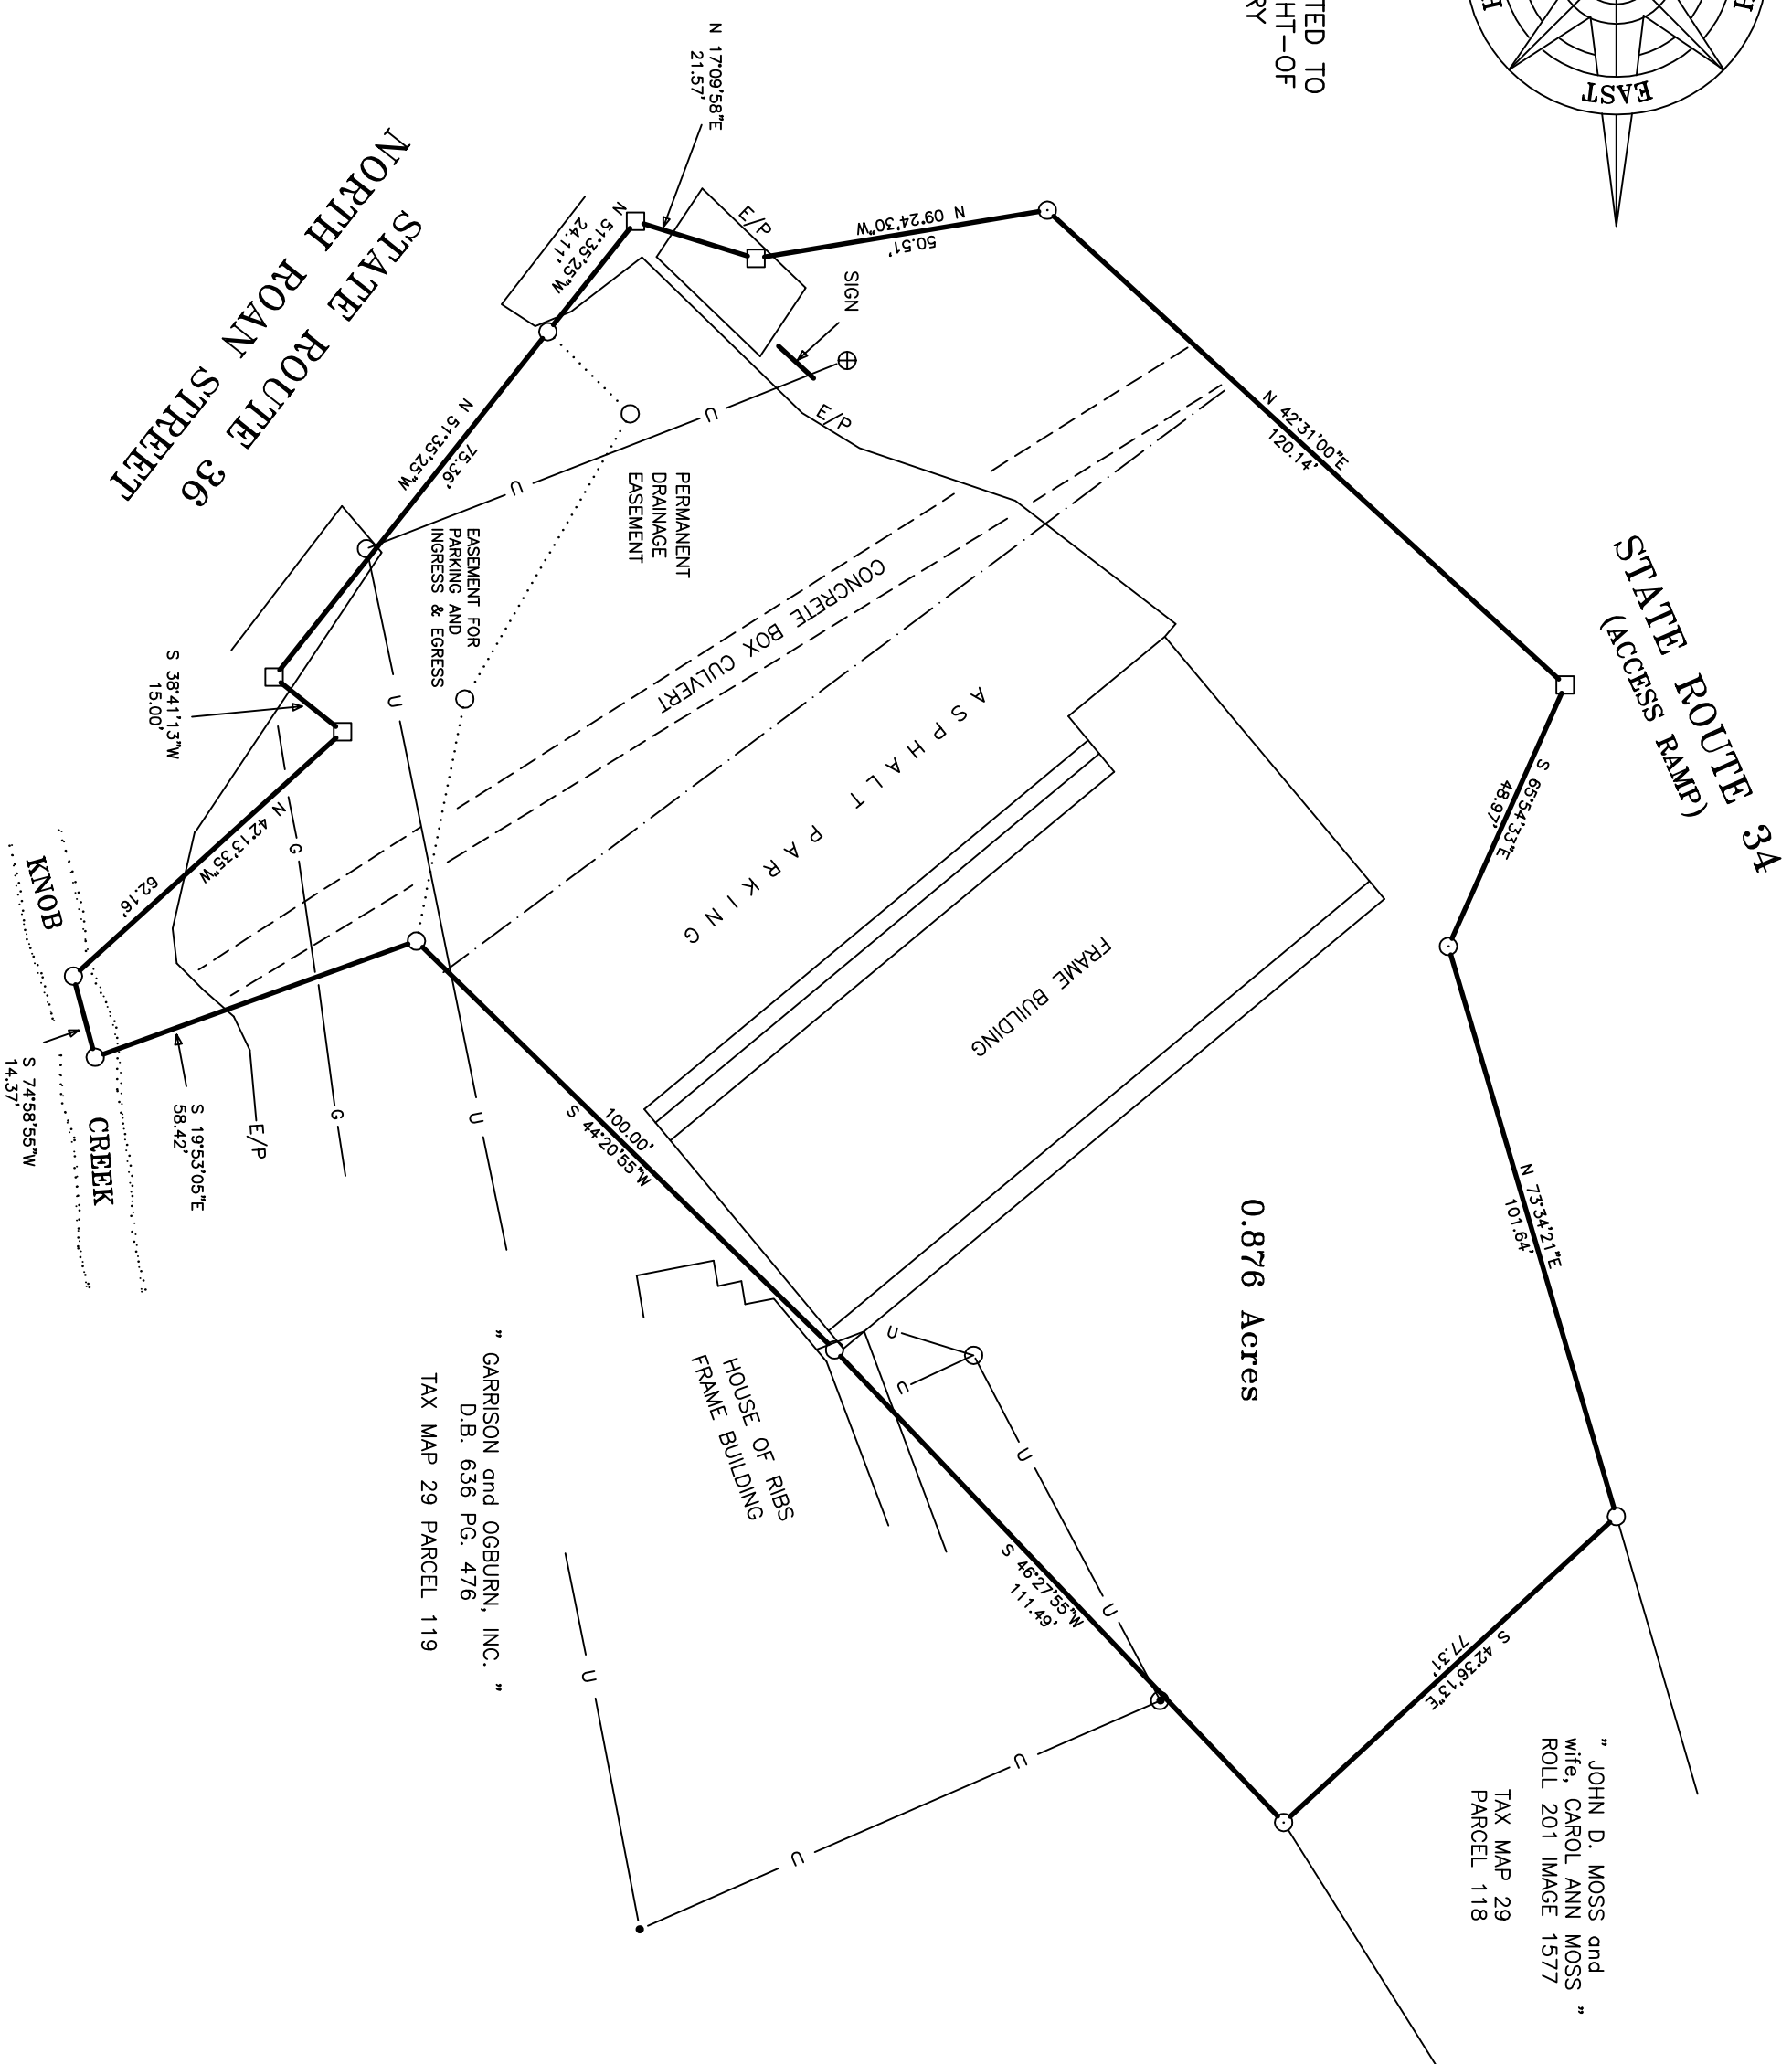 EAST
H
H
TED TO
HT-OF
RY
STATE ROUTE 34
(ACCESS RAMP)
N 17°09'58"E
21.57'
N 09°24'30"W
50.51'
N 42°31'00"E
120.14'
S 65°54'33"E
48.97'
N 73°34'21"E
101.64'
S 42°36'13"E
77.31'
" JOHN D. MOSS and
wife, CAROL ANN MOSS "
ROLL 201 IMAGE 1577
TAX MAP 29
PARCEL 118
0.876 Acres
E/P
SIGN
E/P
N 51°35'25"W
24.11'
N 51°35'25"W
75.36'
PERMANENT
DRAINAGE
EASEMENT
EASEMENT FOR
PARKING AND
INGRESS & EGRESS
CONCRETE BOX CULVERT
ASPHALT PARKING
FRAME BUILDING
NORTH ROAN STREET
STATE ROUTE 36
S 38°41'13"W
15.00'
N 42°13'35"W
62.16'
KNOB
CREEK
S 74°58'55"W
14.37'
S 19°53'05"E
58.42'
E/P
100.00'
S 44°20'55"W
S 46°27'55"W
111.49'
HOUSE OF RIBS
FRAME BUILDING
" GARRISON and OGBURN, INC. "
D.B. 636 PG. 476
TAX MAP 29 PARCEL 119
U
U
U
U
G
G
U
U
U
U
U
U
U